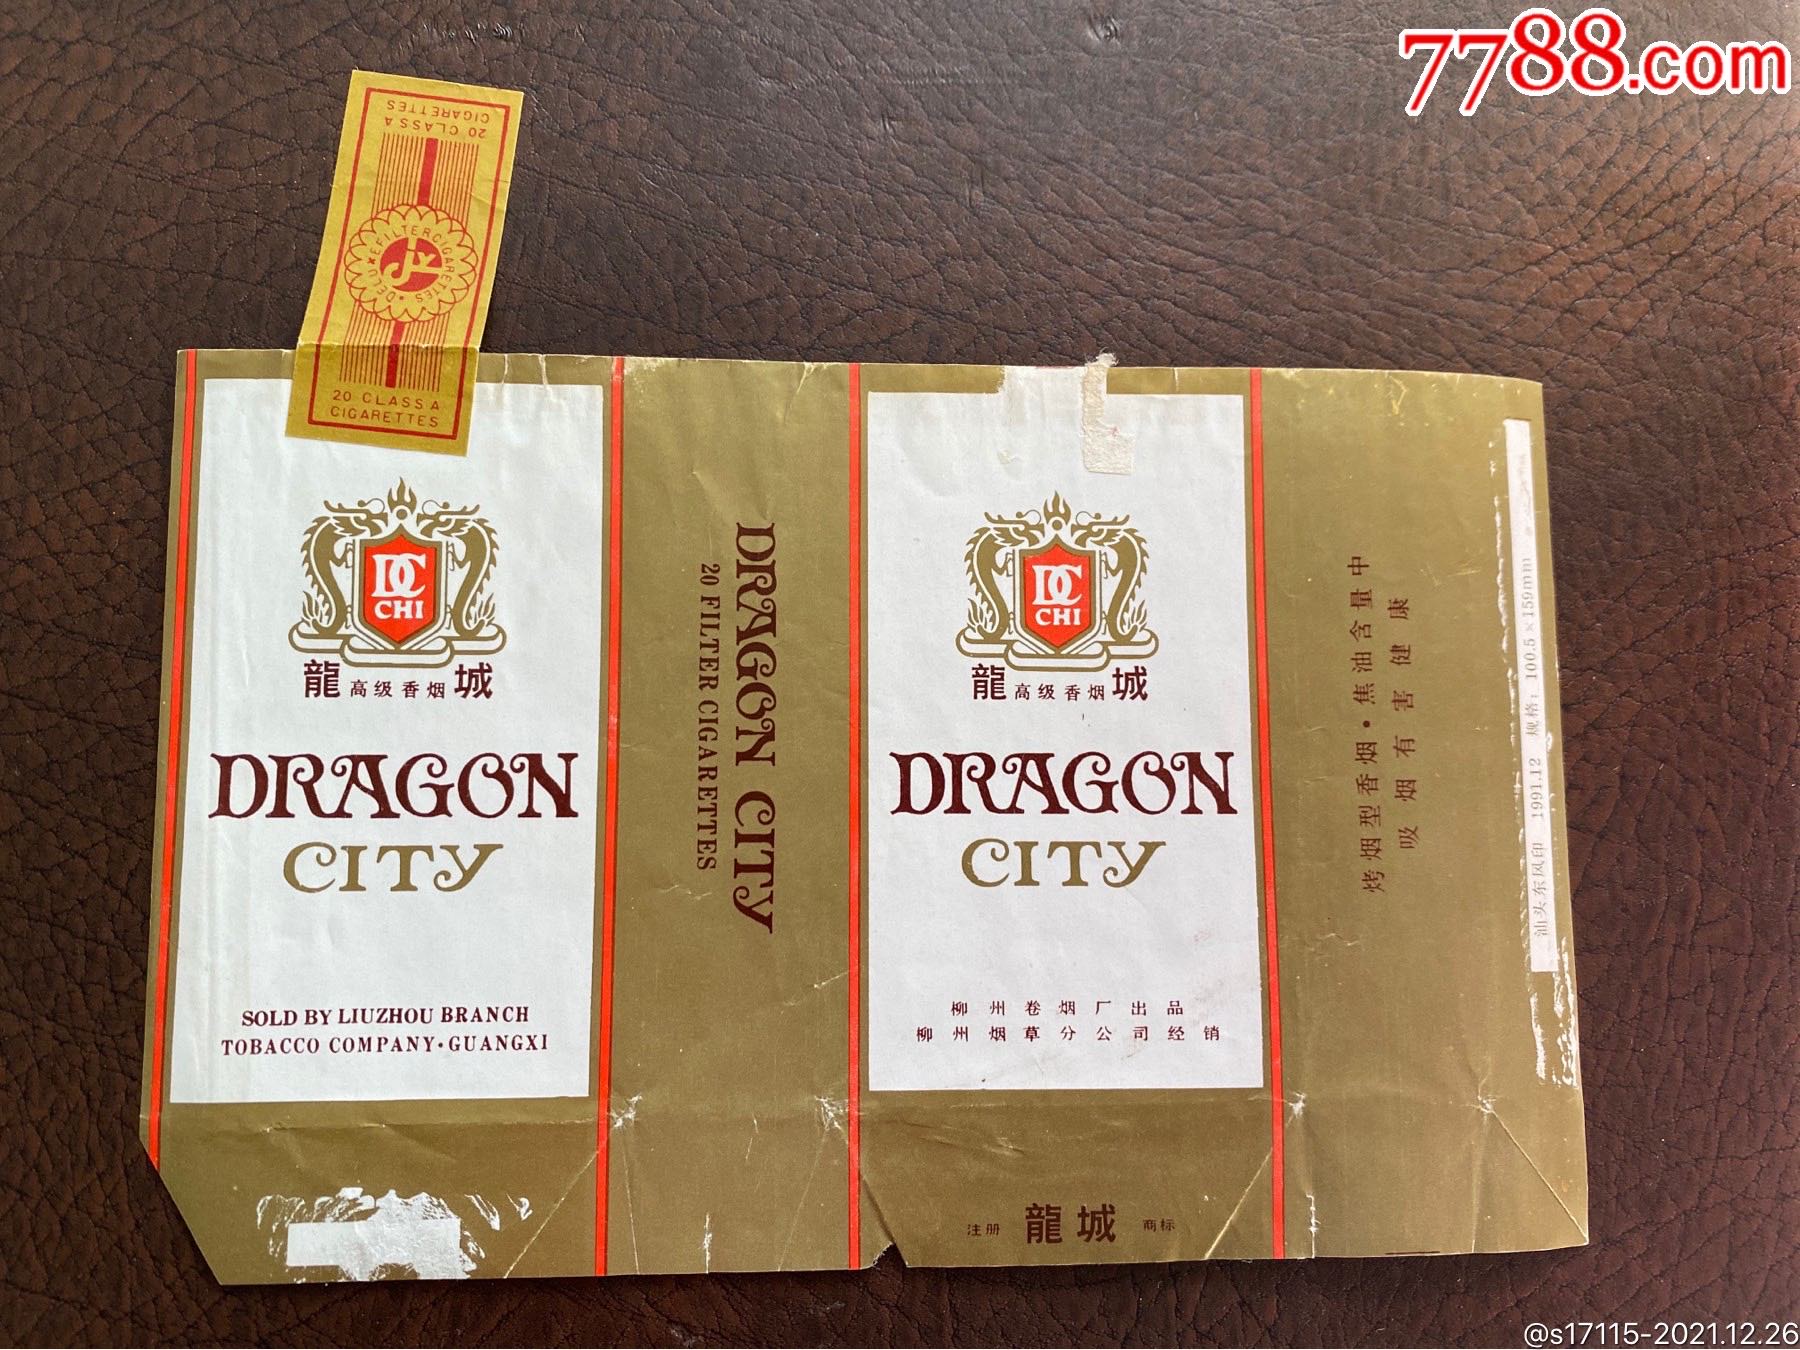 7788.com
20 CLASS A
CIGARETTES
DELUXE FILTER CIGARETTES
JK
20 CLASS A
CIGARETTES
DC
CHI
龍 高级香烟 城
DRAGON
CITY
SOLD BY LIUZHOU BRANCH
TOBACCO COMPANY·GUANGXI
DRAGON CITY
20 FILTER CIGARETTES
DC
CHI
龍 高级香烟 城
DRAGON
CITY
柳州卷烟厂出品
柳州烟草分公司经销
注册 龍城 商标
烤烟型香烟·焦油含量中
吸烟有害健康
汕头东风印 1991.12 规格:100.5×159mm
@s17115-2021.12.26